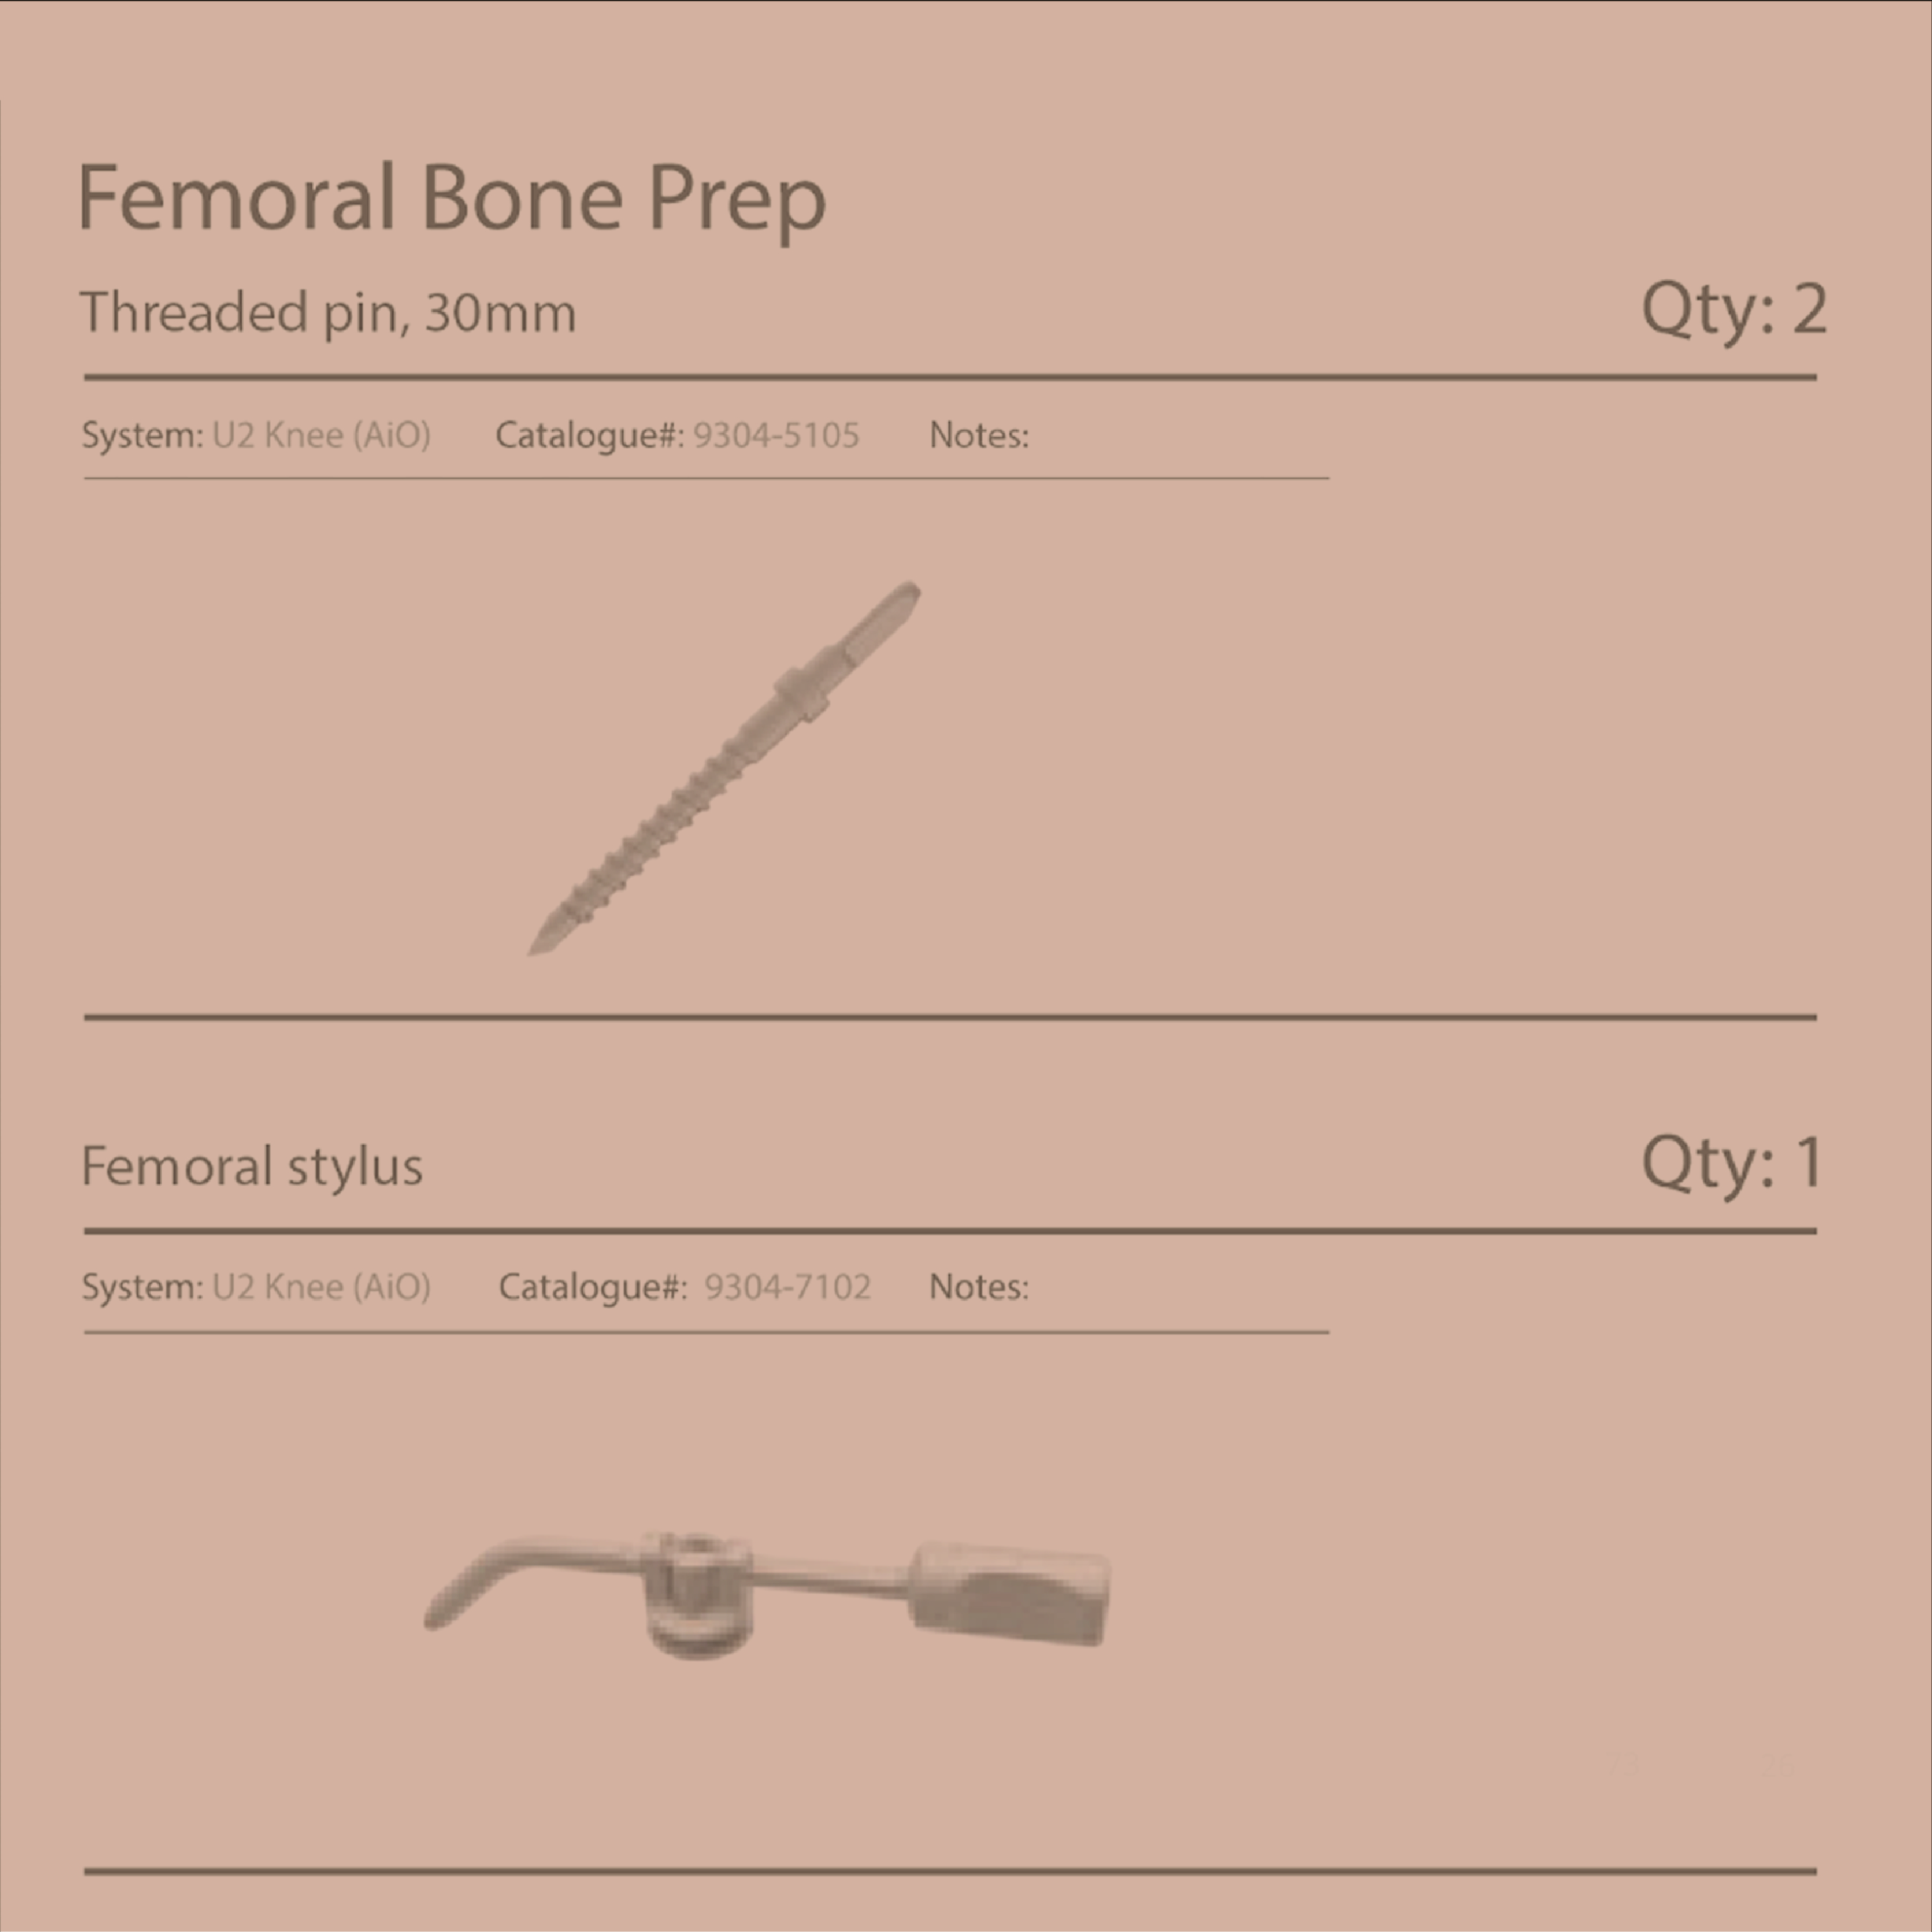 Femoral Bone Prep
Threaded pin, 30mm Qty: 2
System: U2 Knee (AiO) Catalogue#: 9304-5105 Notes:
Femoral stylus Qty: 1
System: U2 Knee (AiO) Catalogue#: 9304-7102 Notes: